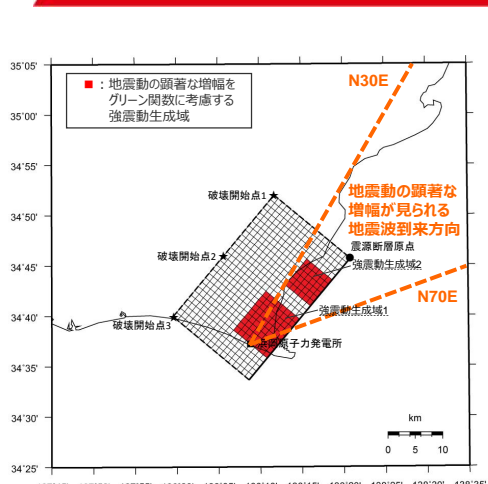 35°05'
■：地震動の顕著な増幅を
グリーン関数に考慮する
強震動生成域
N30E
35°00'
34°55'
破壊開始点1
地震動の顕著な
増幅が見られる
地震波到来方向
34°50'
破壊開始点2
震源断層原点
34°45'
強震動生成域2
N70E
34°40'
破壊開始点3
強震動生成域1
原子力発電所
34°35'
34°30'
km
0 5 10
34°25'